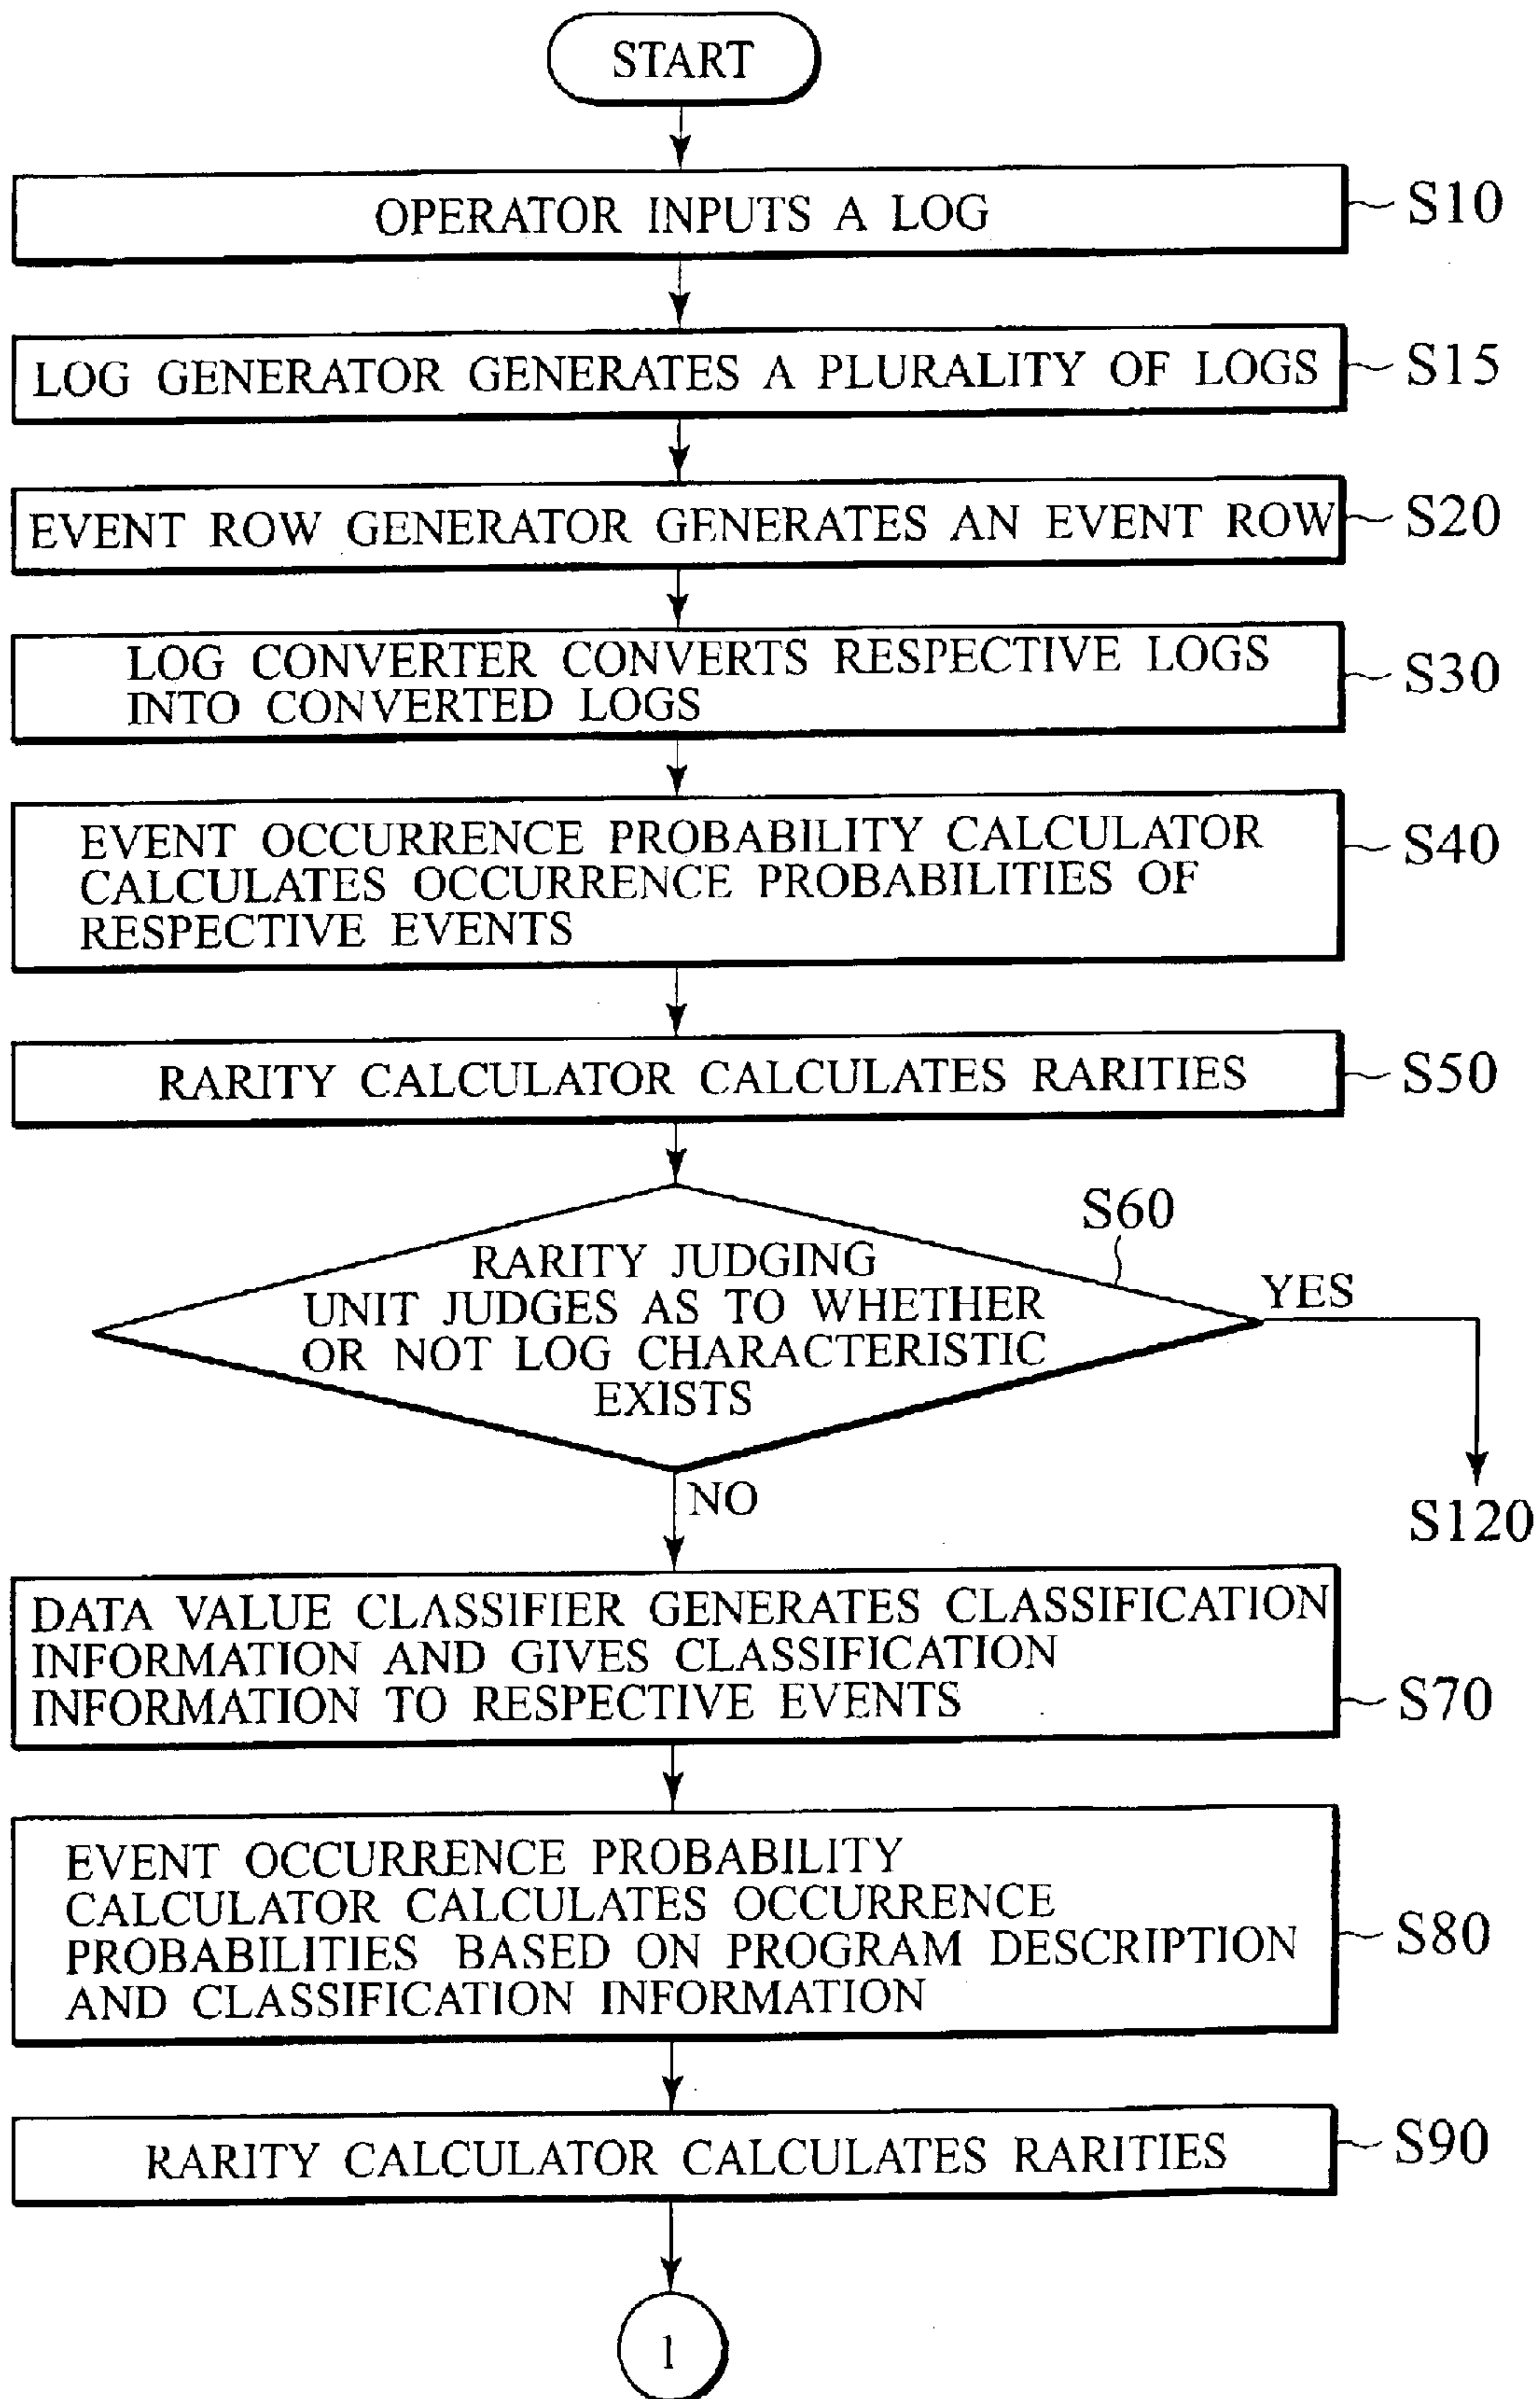 START
OPERATOR INPUTS A LOG
S10
LOG GENERATOR GENERATES A PLURALITY OF LOGS
S15
EVENT ROW GENERATOR GENERATES AN EVENT ROW
S20
LOG CONVERTER CONVERTS RESPECTIVE LOGS
INTO CONVERTED LOGS
S30
EVENT OCCURRENCE PROBABILITY CALCULATOR
CALCULATES OCCURRENCE PROBABILITIES OF
RESPECTIVE EVENTS
S40
RARITY CALCULATOR CALCULATES RARITIES
S50
S60
RARITY JUDGING
UNIT JUDGES AS TO WHETHER
OR NOT LOG CHARACTERISTIC
EXISTS
YES
S120
NO
DATA VALUE CLASSIFIER GENERATES CLASSIFICATION
INFORMATION AND GIVES CLASSIFICATION
INFORMATION TO RESPECTIVE EVENTS
S70
EVENT OCCURRENCE PROBABILITY
CALCULATOR CALCULATES OCCURRENCE
PROBABILITIES BASED ON PROGRAM DESCRIPTION
AND CLASSIFICATION INFORMATION
S80
RARITY CALCULATOR CALCULATES RARITIES
S90
1